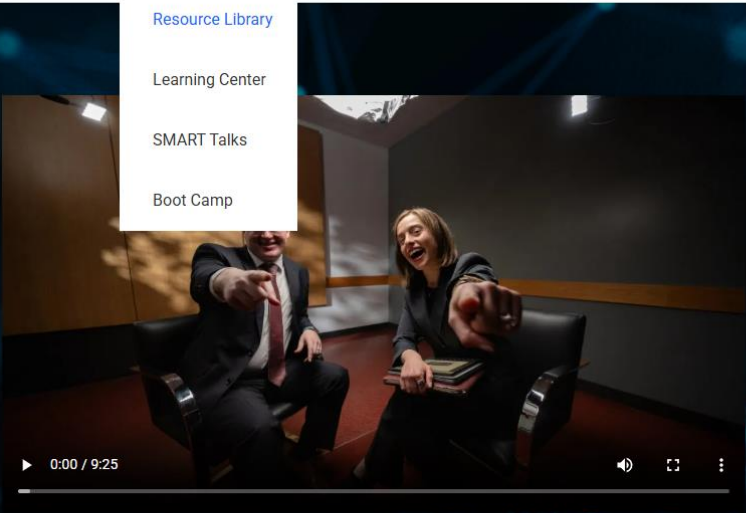 Resource Library
Learning Center
SMART Talks
Boot Camp
0:00 / 9:25